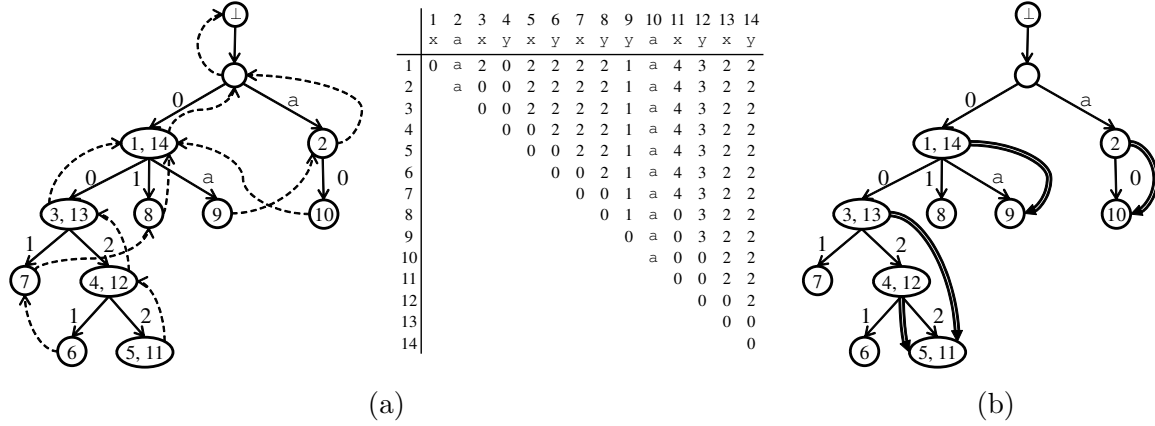 ⊥
0 a
1, 14 2
0 1 a 0
3, 13 8 9 10
1 2
7 4, 12
1 2
6 5, 11
1 2 3 4 5 6 7 8 9 10 11 12 13 14
x a x y x y x y y a x y x y
1 0 a 2 0 2 2 2 2 1 a 4 3 2 2
2 a 0 0 2 2 2 2 1 a 4 3 2 2
3 0 0 2 2 2 2 1 a 4 3 2 2
4 0 2 2 2 2 1 a 4 3 2 2
5 0 0 2 2 1 a 4 3 2 2
6 0 0 2 1 a 4 3 2 2
7 0 0 1 a 4 3 2 2
8 0 1 a 0 3 2 2
9 0 a 0 3 2 2
10 a 0 0 2 2
11 0 0 2 2
12 0 0 2
13 0 0
14 0
(a)
⊥
0 a
1, 14 2
0 1 a 0
3, 13 8 9 10
1 2
7 4, 12
1 2
6 5, 11
(b)